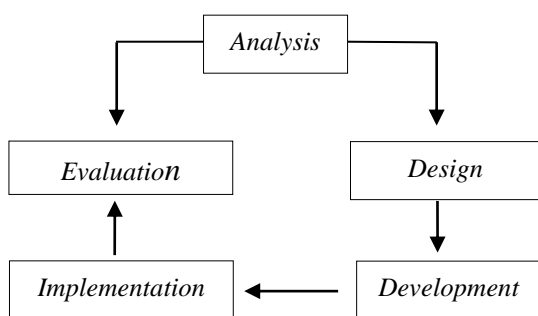 Analysis
Evaluation
Design
Implementation
Development